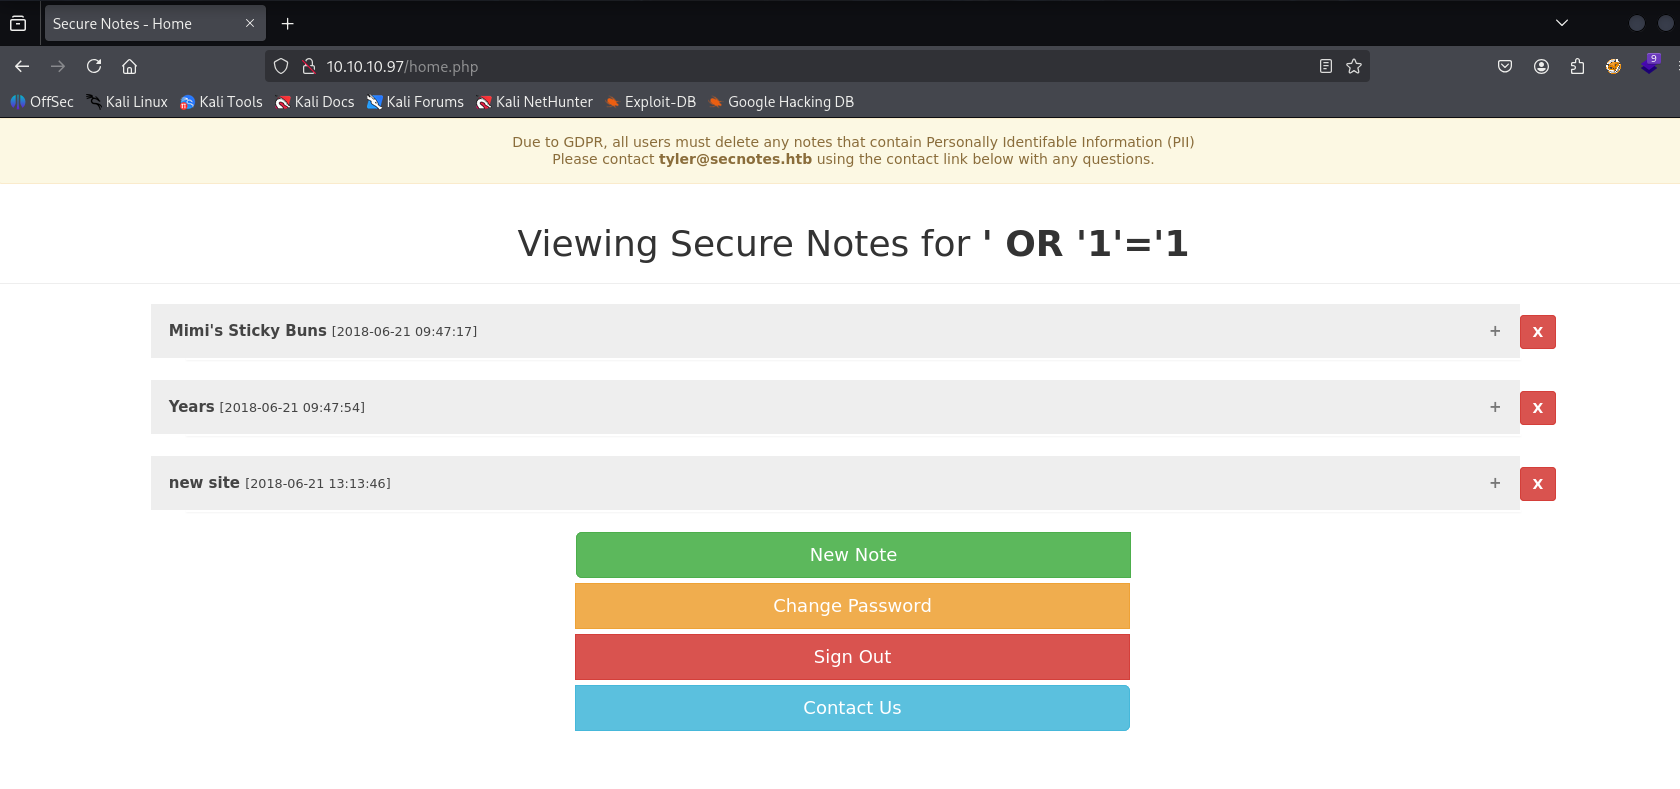 Secure Notes - Home
10.10.10.97/home.php
9
OffSec Kali Linux Kali Tools Kali Docs Kali Forums Kali NetHunter Exploit-DB Google Hacking DB
Due to GDPR, all users must delete any notes that contain Personally Identifable Information (PII)
Please contact tyler@secnotes.htb using the contact link below with any questions.
Viewing Secure Notes for ' OR '1'='1
Mimi's Sticky Buns [2018-06-21 09:47:17] + X
Years [2018-06-21 09:47:54] + X
new site [2018-06-21 13:13:46] + X
New Note
Change Password
Sign Out
Contact Us